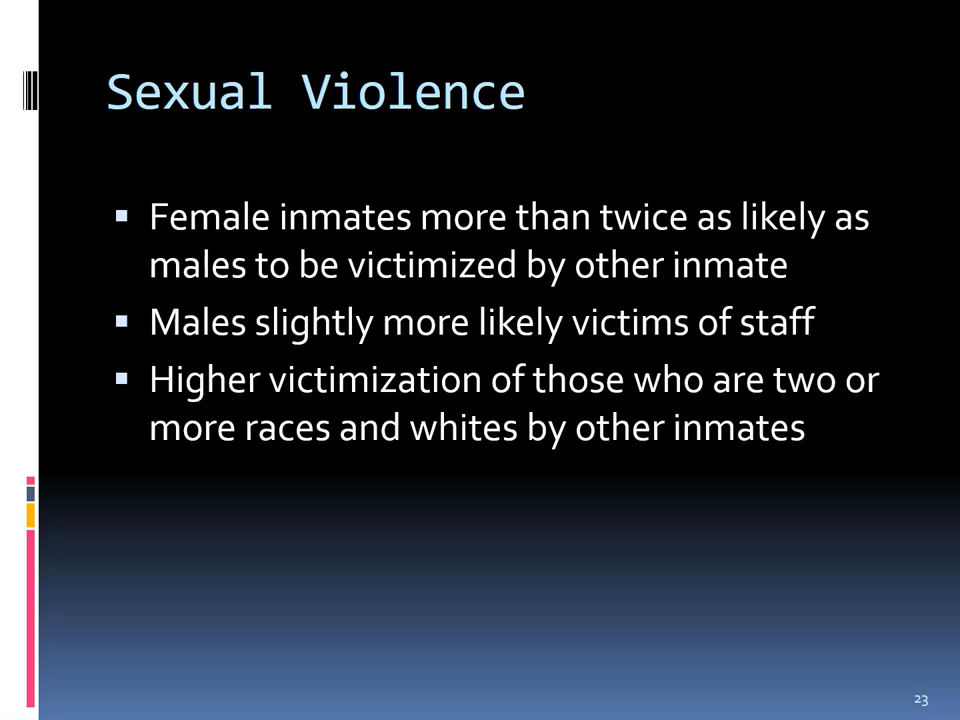 Sexual Violence
▪ Female inmates more than twice as likely as
males to be victimized by other inmate
▪ Males slightly more likely victims of staff
▪ Higher victimization of those who are two or
more races and whites by other inmates
23